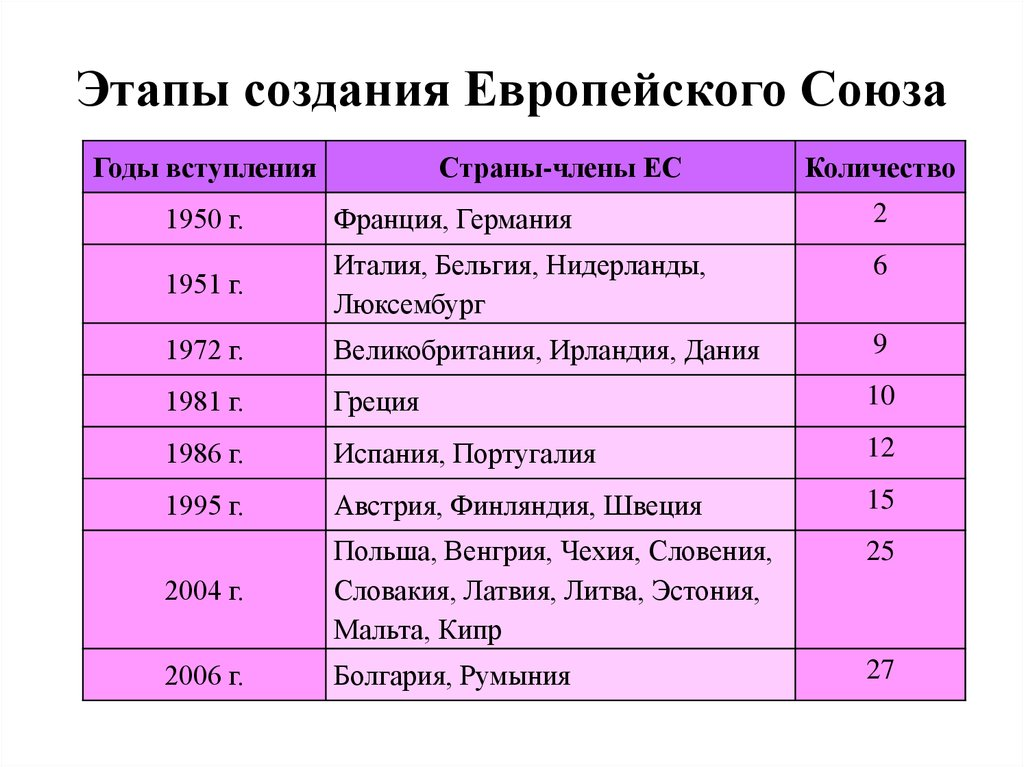 Этапы создания Европейского Союза
Годы вступления Страны-члены ЕС Количество
1950 г. Франция, Германия 2
1951 г. Италия, Бельгия, Нидерланды, 6
Люксембург
1972 г. Великобритания, Ирландия, Дания 9
1981 г. Греция 10
1986 г. Испания, Португалия 12
1995 г. Австрия, Финляндия, Швеция 15
2004 г. Польша, Венгрия, Чехия, Словения, 25
Словакия, Латвия, Литва, Эстония,
Мальта, Кипр
2006 г. Болгария, Румыния 27